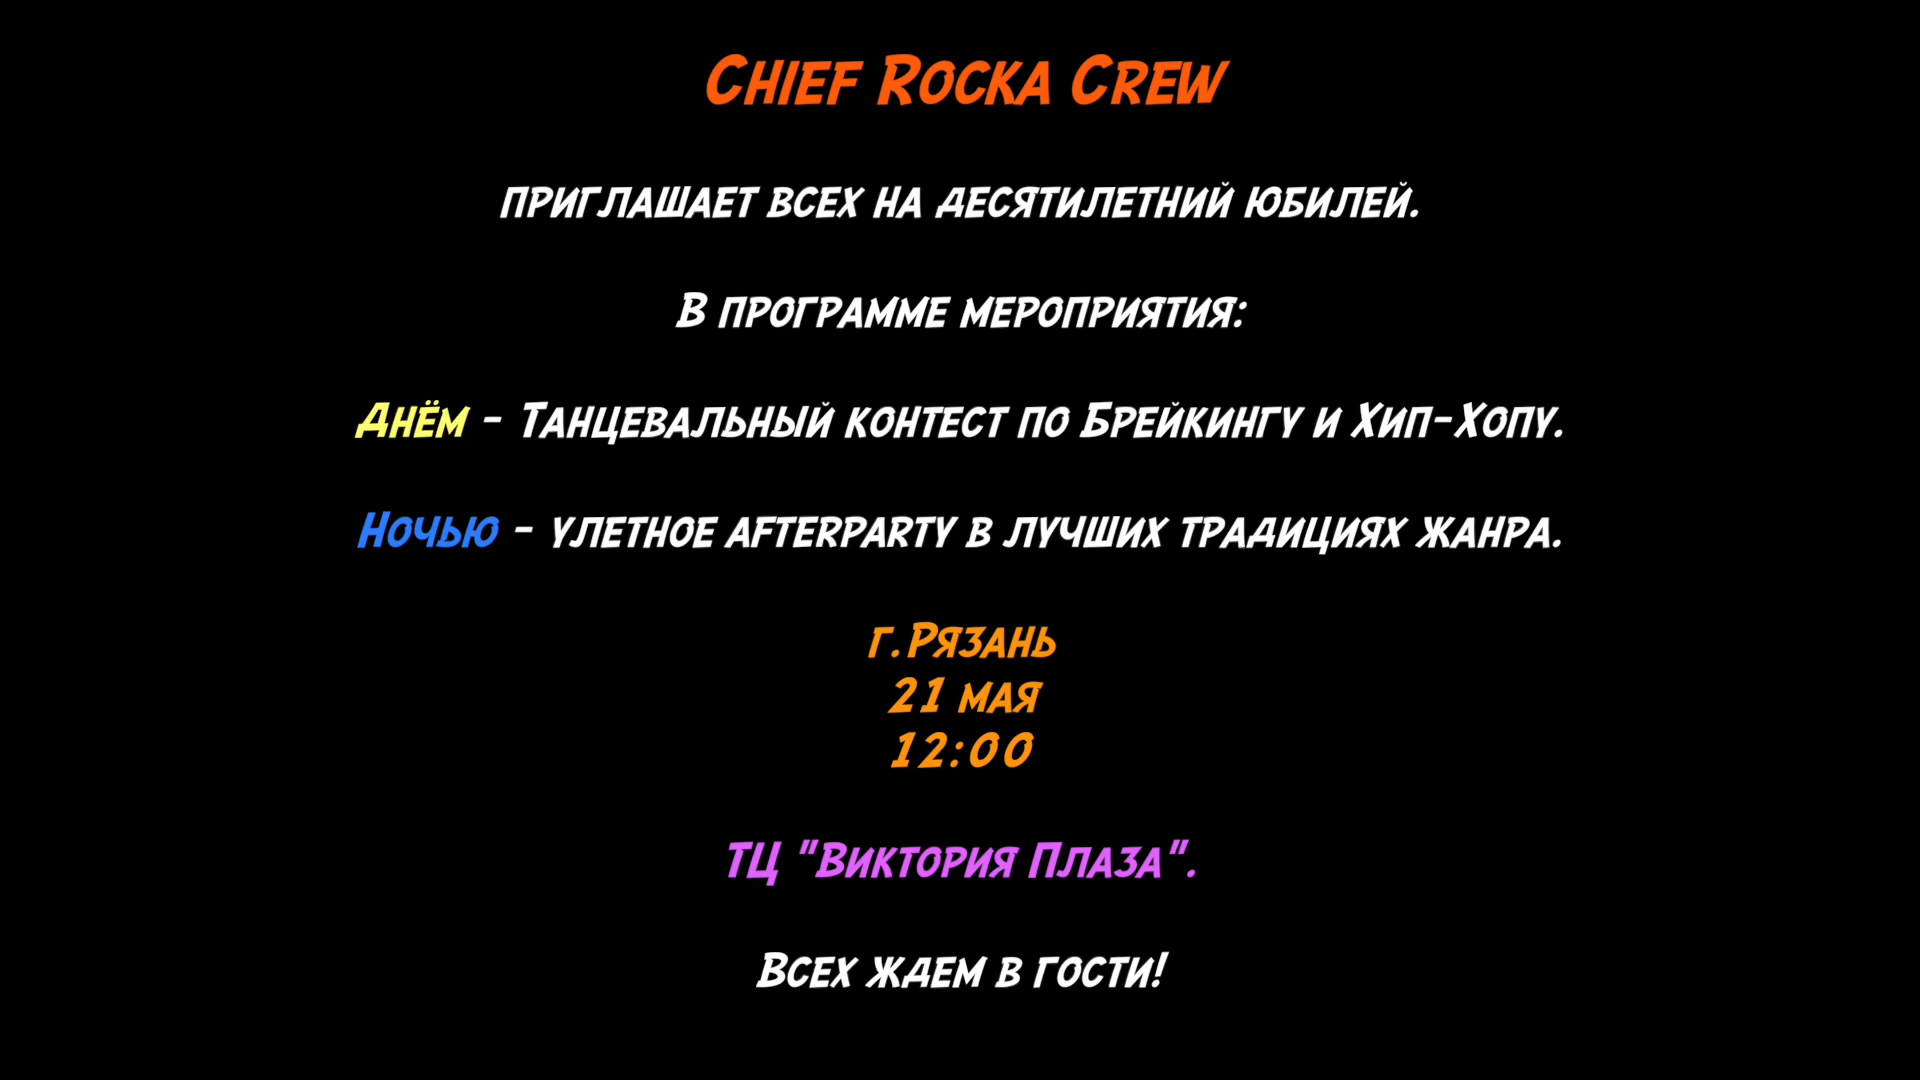 Chief Rocka Crew
приглашает всех на десятилетний юбилей.
В программе мероприятия:
Днём - Танцевальный контест по Брейкингу и Хип-Хопу.
Ночью - улетное afterparty в лучших традициях жанра.
г.Рязань
21 мая
12:00
ТЦ "Виктория Плаза".
Всех ждем в гости!